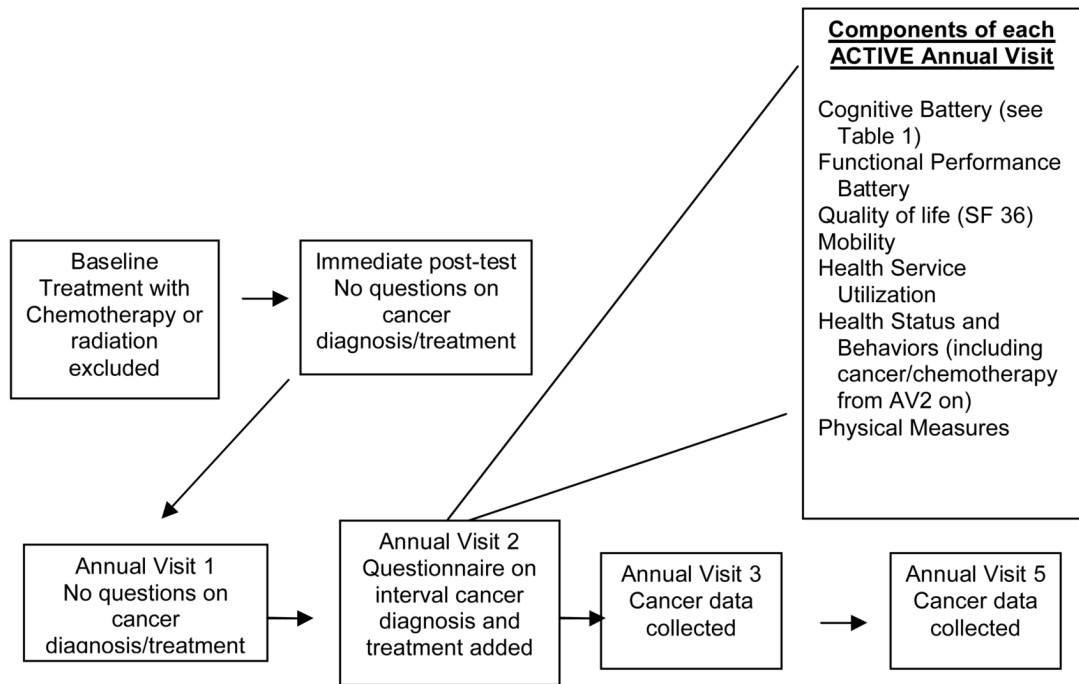 Components of each
ACTIVE Annual Visit
Cognitive Battery (see
Table 1)
Functional Performance
Battery
Quality of life (SF 36)
Mobility
Health Service
Utilization
Health Status and
Behaviors (including
cancer/chemotherapy
from AV2 on)
Physical Measures
Baseline
Treatment with
Chemotherapy or
radiation
excluded
Immediate post-test
No questions on
cancer
diagnosis/treatment
Annual Visit 1
No questions on
cancer
diagnosis/treatment
Annual Visit 2
Questionnaire on
interval cancer
diagnosis and
treatment added
Annual Visit 3
Cancer data
collected
Annual Visit 5
Cancer data
collected